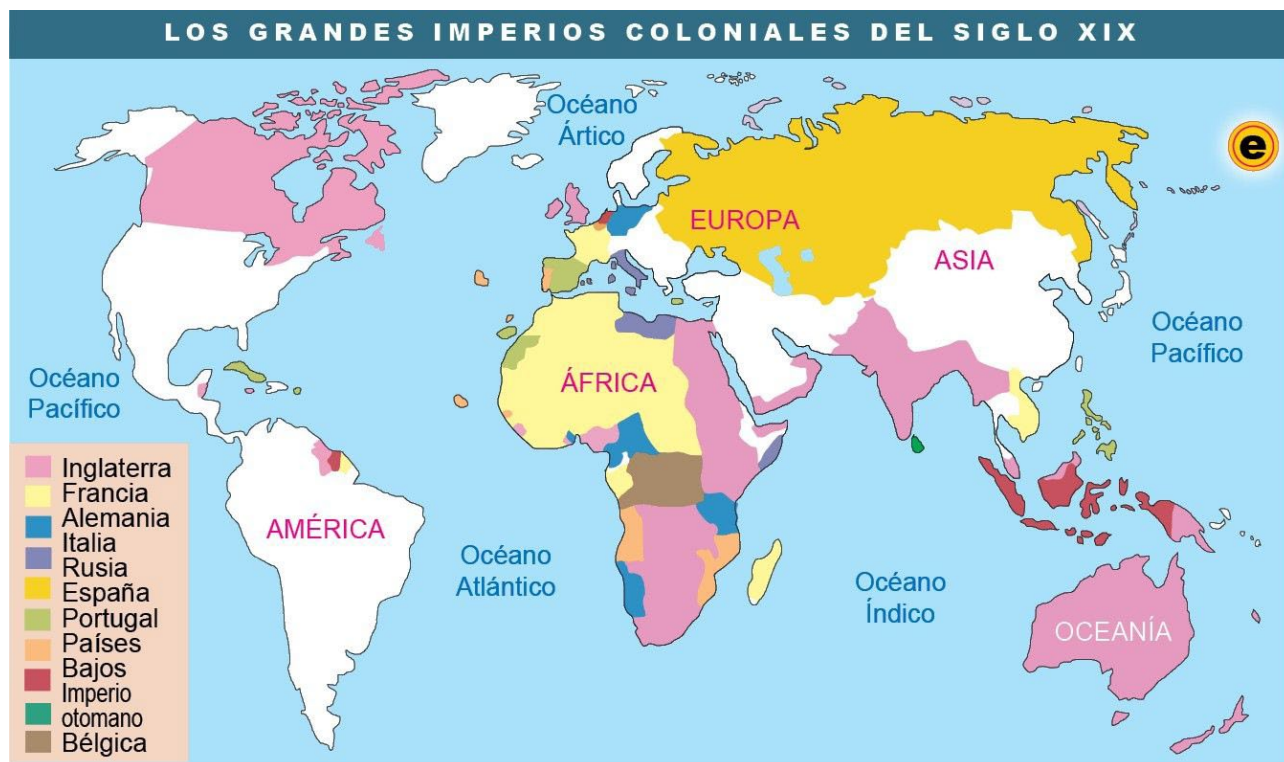 LOS GRANDES IMPERIOS COLONIALES DEL SIGLO XIX
Océano
Ártico
e
EUROPA
ASIA
Océano
Pacífico
Océano
Pacífico
ÁFRICA
AMÉRICA
Océano
Atlántico
Océano
Índico
OCEANÍA
Inglaterra
Francia
Alemania
Italia
Rusia
España
Portugal
Países
Bajos
Imperio
otomano
Bélgica